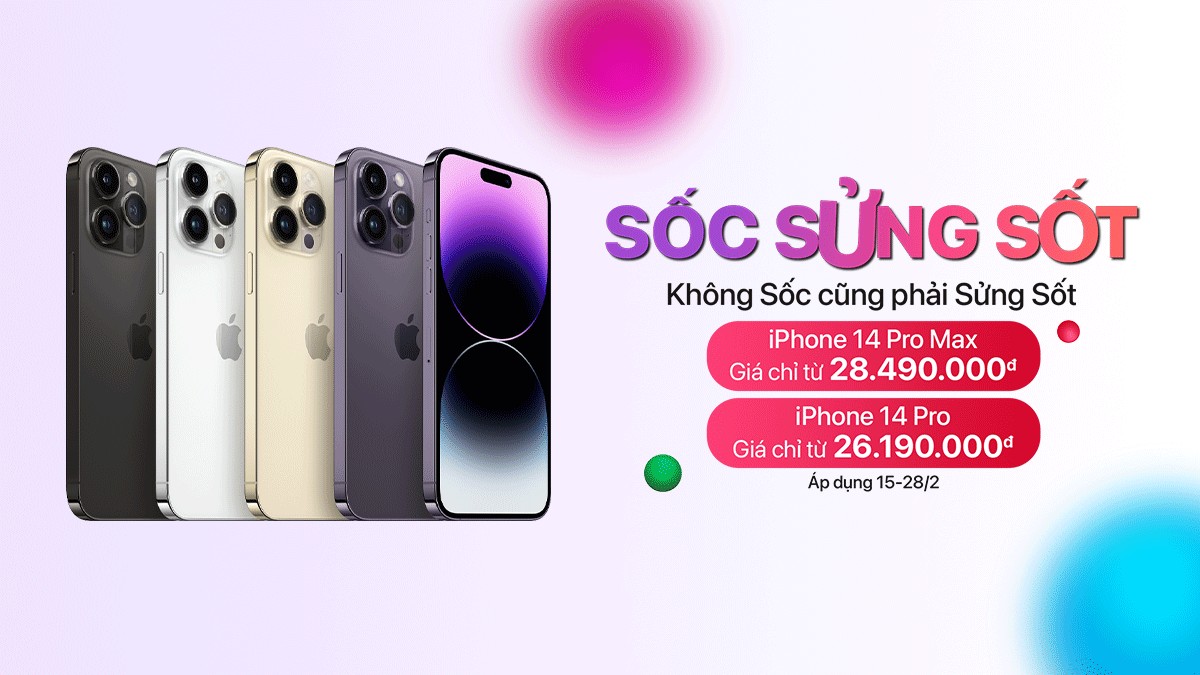 SỐC SỬNG SỐT
Không Sốc cũng phải Sửng Sốt
iPhone 14 Pro Max
Giá chỉ từ 28.490.000đ
iPhone 14 Pro
Giá chỉ từ 26.190.000đ
Áp dụng 15-28/2